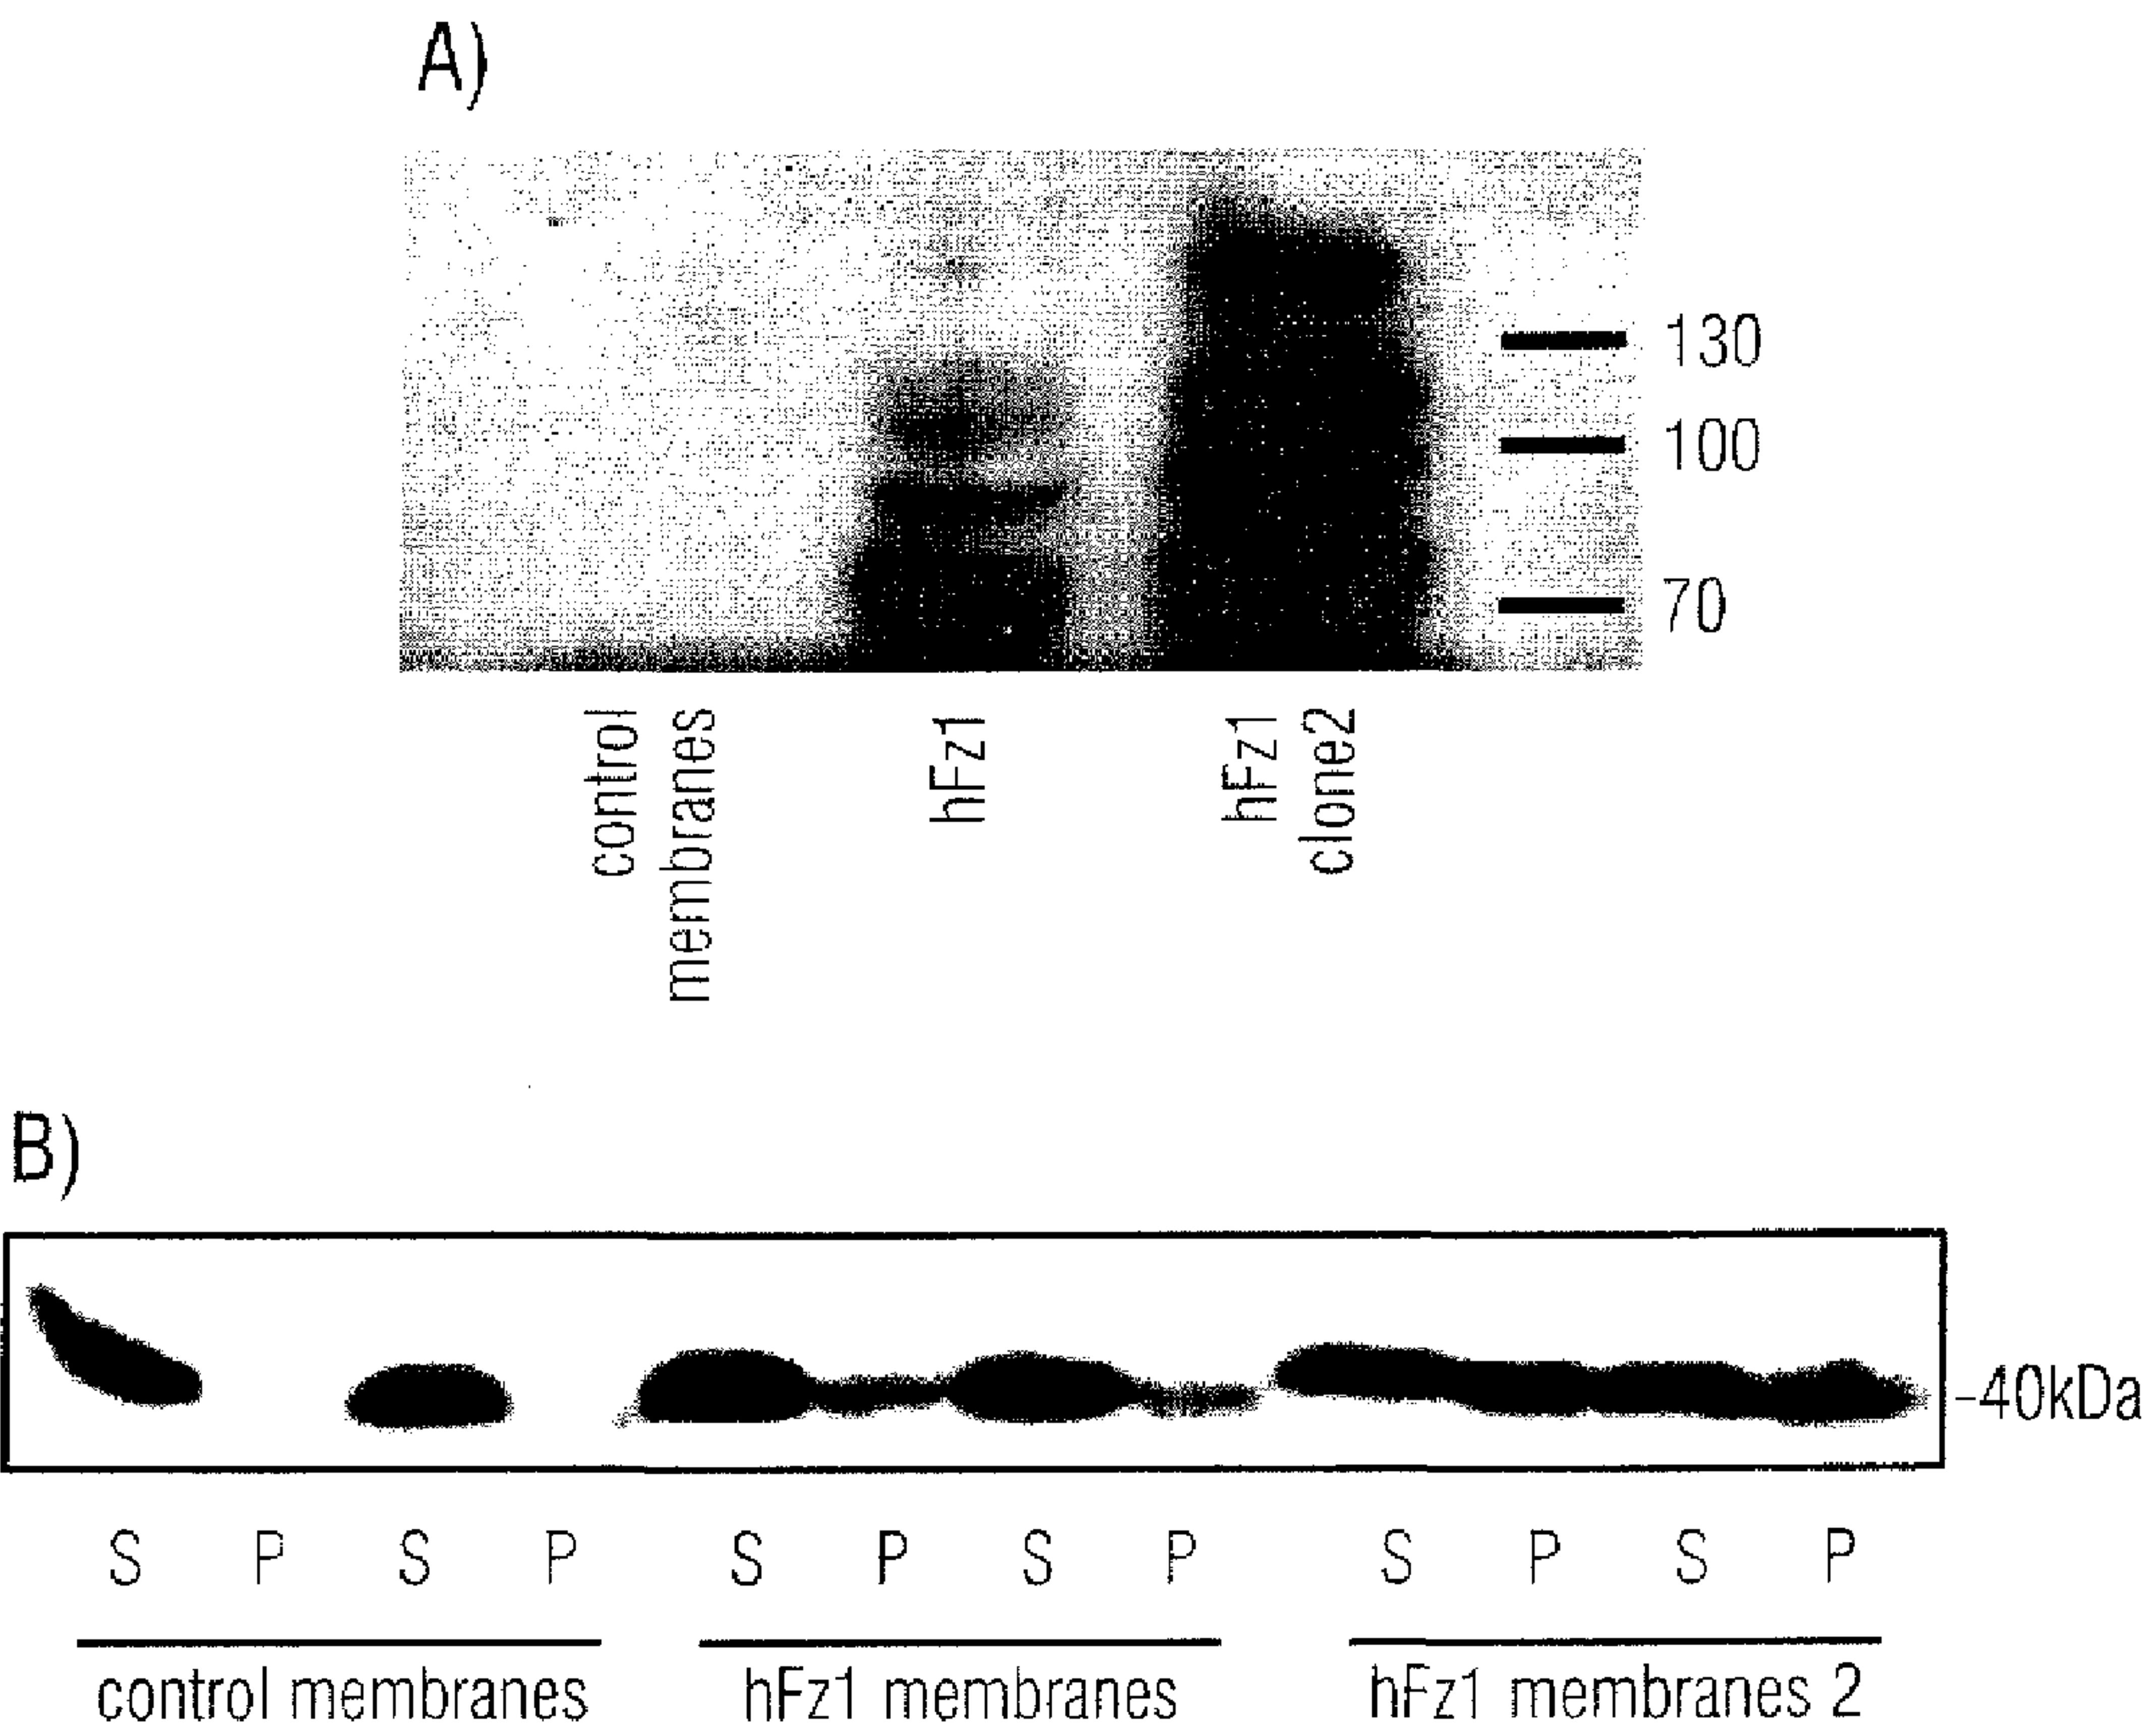 A)
130
100
70
control
membranes
hFz1
hFz1
clone2
B)
-40kDa
S P S P S P S P S P S P
control membranes hFz1 membranes hFz1 membranes 2